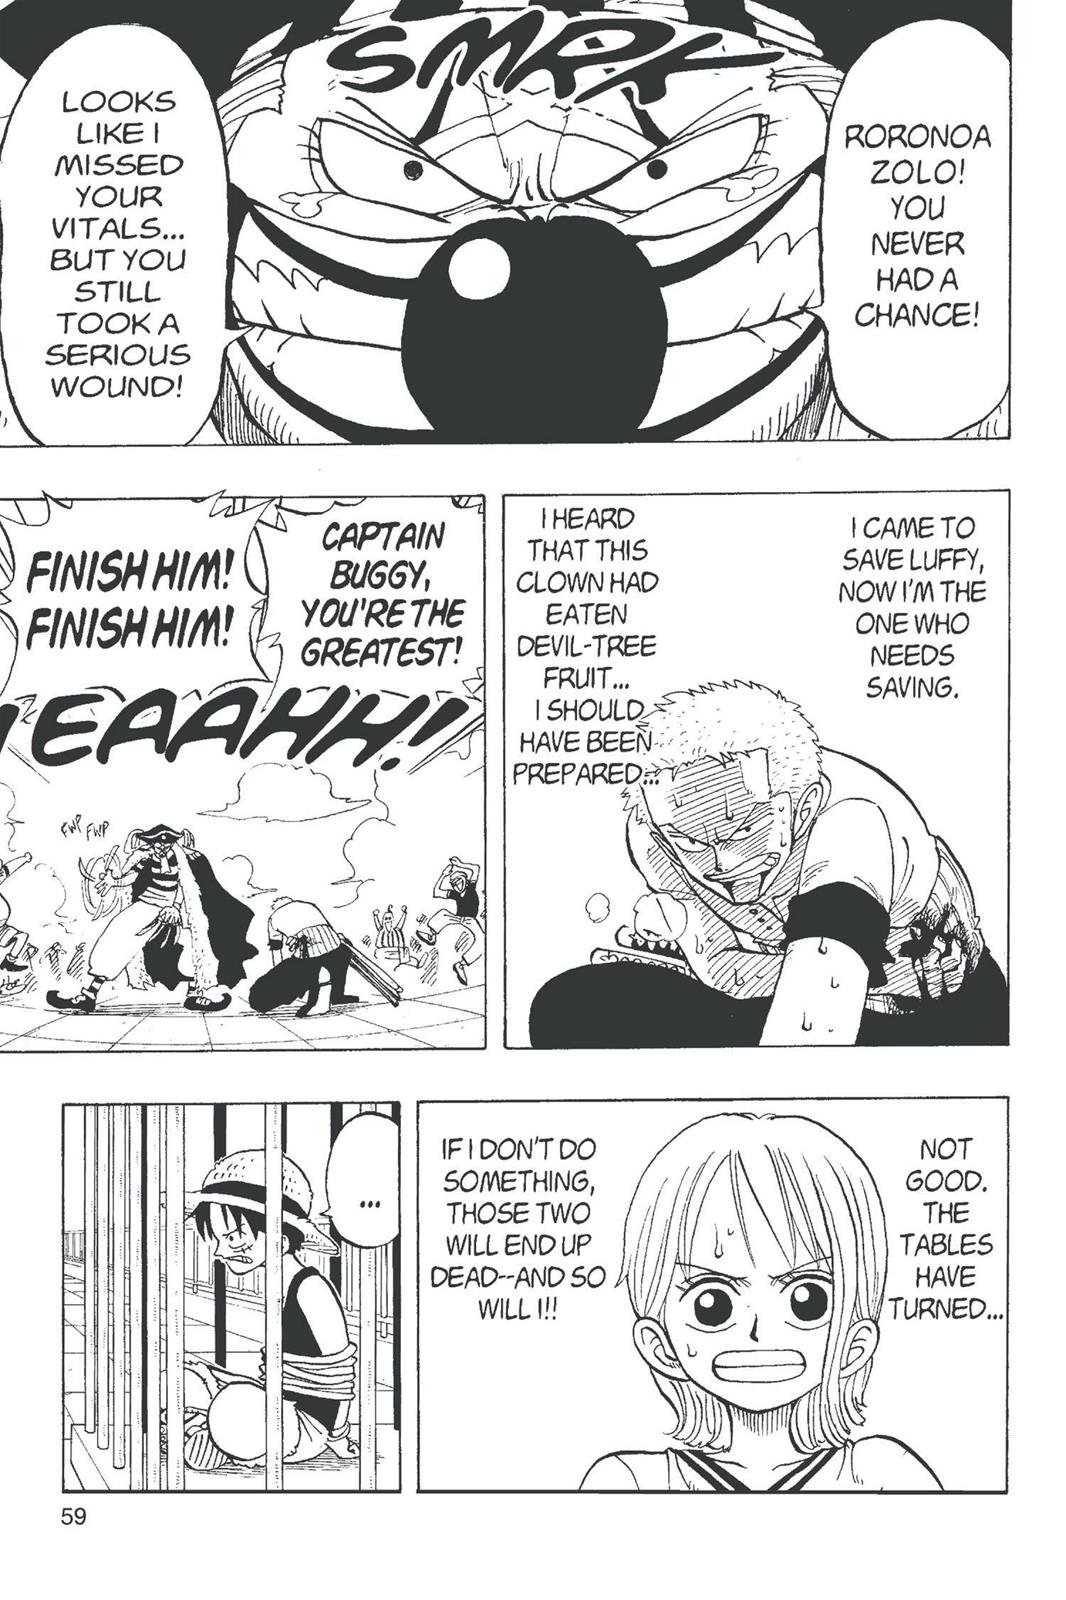 SMRK
RORONOA
ZOLO!
YOU
NEVER
HAD A
CHANCE!
LOOKS
LIKE I
MISSED
YOUR
VITALS...
BUT YOU
STILL
TOOK A
SERIOUS
WOUND!
I CAME TO
SAVE LUFFY,
NOW I'M THE
ONE WHO
NEEDS
SAVING.
I HEARD
THAT THIS
CLOWN HAD
EATEN
DEVIL-TREE
FRUIT...
I SHOULD
HAVE BEEN
PREPARED...
CAPTAIN
BUGGY,
YOU'RE THE
GREATEST!
FINISH HIM!
FINISH HIM!
YEAAHH!
FWP FWP
NOT
GOOD.
THE
TABLES
HAVE
TURNED...
IF I DON'T DO
SOMETHING,
THOSE TWO
WILL END UP
DEAD--AND SO
WILL I!!
...
59